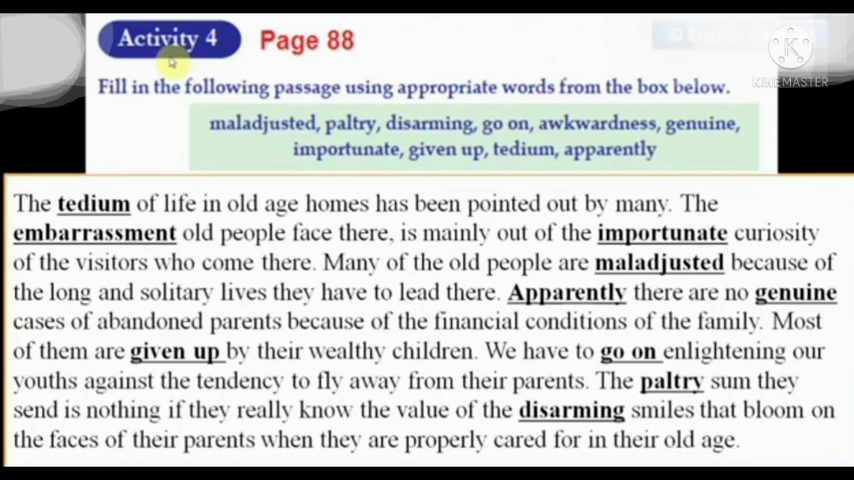 Activity 4 Page 88
© English
KINEMASTER
Fill in the following passage using appropriate words from the box below.
maladjusted, paltry, disarming, go on, awkwardness, genuine,
importunate, given up, tedium, apparently
The tedium of life in old age homes has been pointed out by many. The
embarrassment old people face there, is mainly out of the importunate curiosity
of the visitors who come there. Many of the old people are maladjusted because of
the long and solitary lives they have to lead there. Apparently there are no genuine
cases of abandoned parents because of the financial conditions of the family. Most
of them are given up by their wealthy children. We have to go on enlightening our
youths against the tendency to fly away from their parents. The paltry sum they
send is nothing if they really know the value of the disarming smiles that bloom on
the faces of their parents when they are properly cared for in their old age.